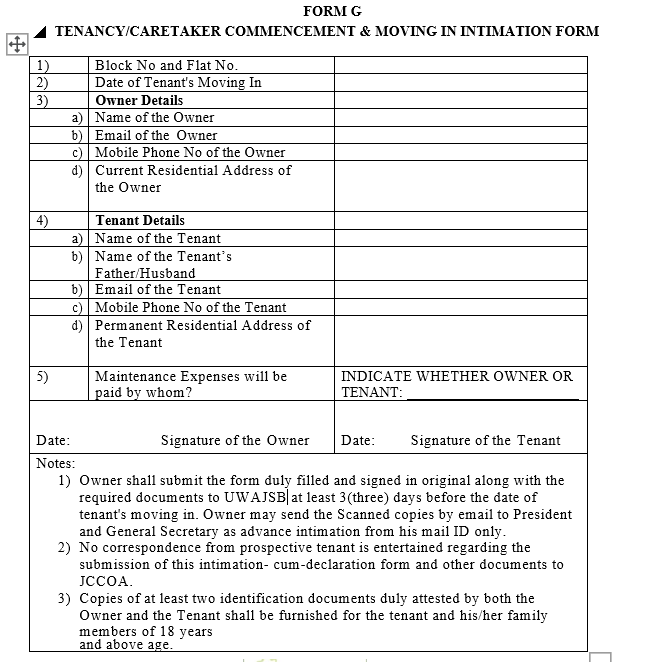 FORM G
TENANCY/CARETAKER COMMENCEMENT & MOVING IN INTIMATION FORM
1) Block No and Flat No.
2) Date of Tenant's Moving In
3) Owner Details
a) Name of the Owner
b) Email of the Owner
c) Mobile Phone No of the Owner
d) Current Residential Address of
the Owner
4) Tenant Details
a) Name of the Tenant
b) Name of the Tenant’s
Father/Husband
b) Email of the Tenant
c) Mobile Phone No of the Tenant
d) Permanent Residential Address of
the Tenant
5) Maintenance Expenses will be INDICATE WHETHER OWNER OR
paid by whom? TENANT:
Date: Signature of the Owner Date: Signature of the Tenant
Notes:
1) Owner shall submit the form duly filled and signed in original along with the
required documents to UWAJSB at least 3(three) days before the date of
tenant's moving in. Owner may send the Scanned copies by email to President
and General Secretary as advance intimation from his mail ID only.
2) No correspondence from prospective tenant is entertained regarding the
submission of this intimation- cum-declaration form and other documents to
JCCOA.
3) Copies of at least two identification documents duly attested by both the
Owner and the Tenant shall be furnished for the tenant and his/her family
members of 18 years
and above age.